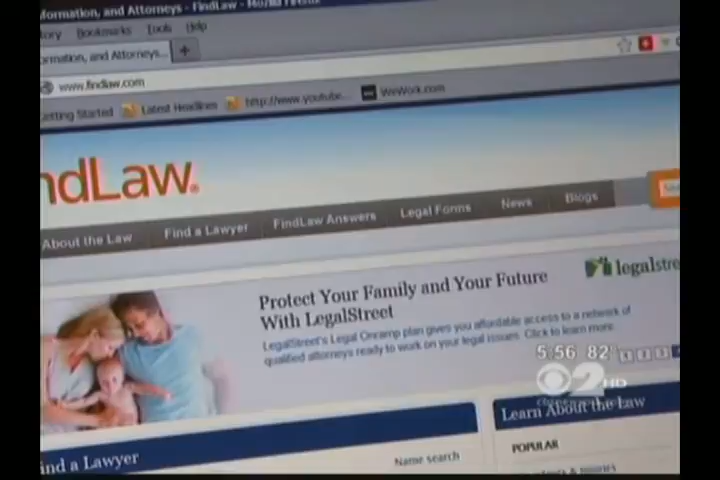 formation, and Attorneys - FindLaw - Mozilla Firefox
ory Bookmarks Tools Help
ormation, and Attorneys... +
www.findlaw.com
etting Started Latest Headlines http://www.youtube... WeWork.com
ndLaw.
About the Law Find a Lawyer FindLaw Answers Legal Forms News Blogs
legalstre
Protect Your Family and Your Future
With LegalStreet
LegalStreet's Legal Onramp plan gives you affordable access to a network of
qualified attorneys ready to work on your legal issues. Click to learn more.
5:56 82°
2 HD
Learn About the Law
ind a Lawyer
Name search
POPULAR